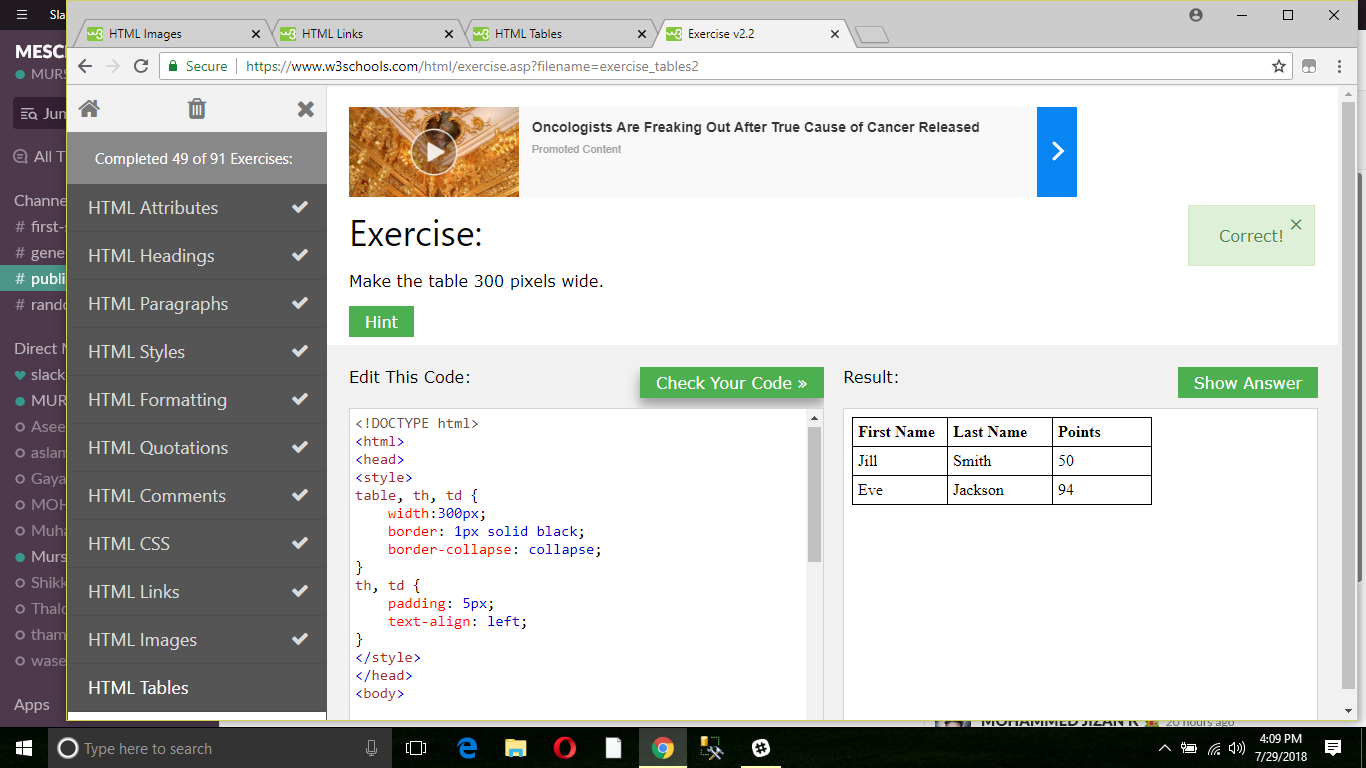 Sla
HTML Images
HTML Links
HTML Tables
Exercise v2.2
Secure
https://www.w3schools.com/html/exercise.asp?filename=exercise_tables2
MESC
MURS
Jum
All T
Channe
# first-s
# gene
# publi
# rando
Direct M
slack
MUR
Asee
aslam
Gaya
MOH
Muha
Murs
Shikk
Thalo
tham
wase
Apps
Completed 49 of 91 Exercises:
HTML Attributes
HTML Headings
HTML Paragraphs
HTML Styles
HTML Formatting
HTML Quotations
HTML Comments
HTML CSS
HTML Links
HTML Images
HTML Tables
Oncologists Are Freaking Out After True Cause of Cancer Released
Promoted Content
Exercise:
Correct!
Make the table 300 pixels wide.
Hint
Edit This Code:
Check Your Code »
<!DOCTYPE html>
<html>
<head>
<style>
table, th, td {
width:300px;
border: 1px solid black;
border-collapse: collapse;
}
th, td {
padding: 5px;
text-align: left;
}
</style>
</head>
<body>
Result:
Show Answer
First Name Last Name Points
Jill Smith 50
Eve Jackson 94
MOHAMMED JIZAN K
20 hours ago
Type here to search
4:09 PM
7/29/2018